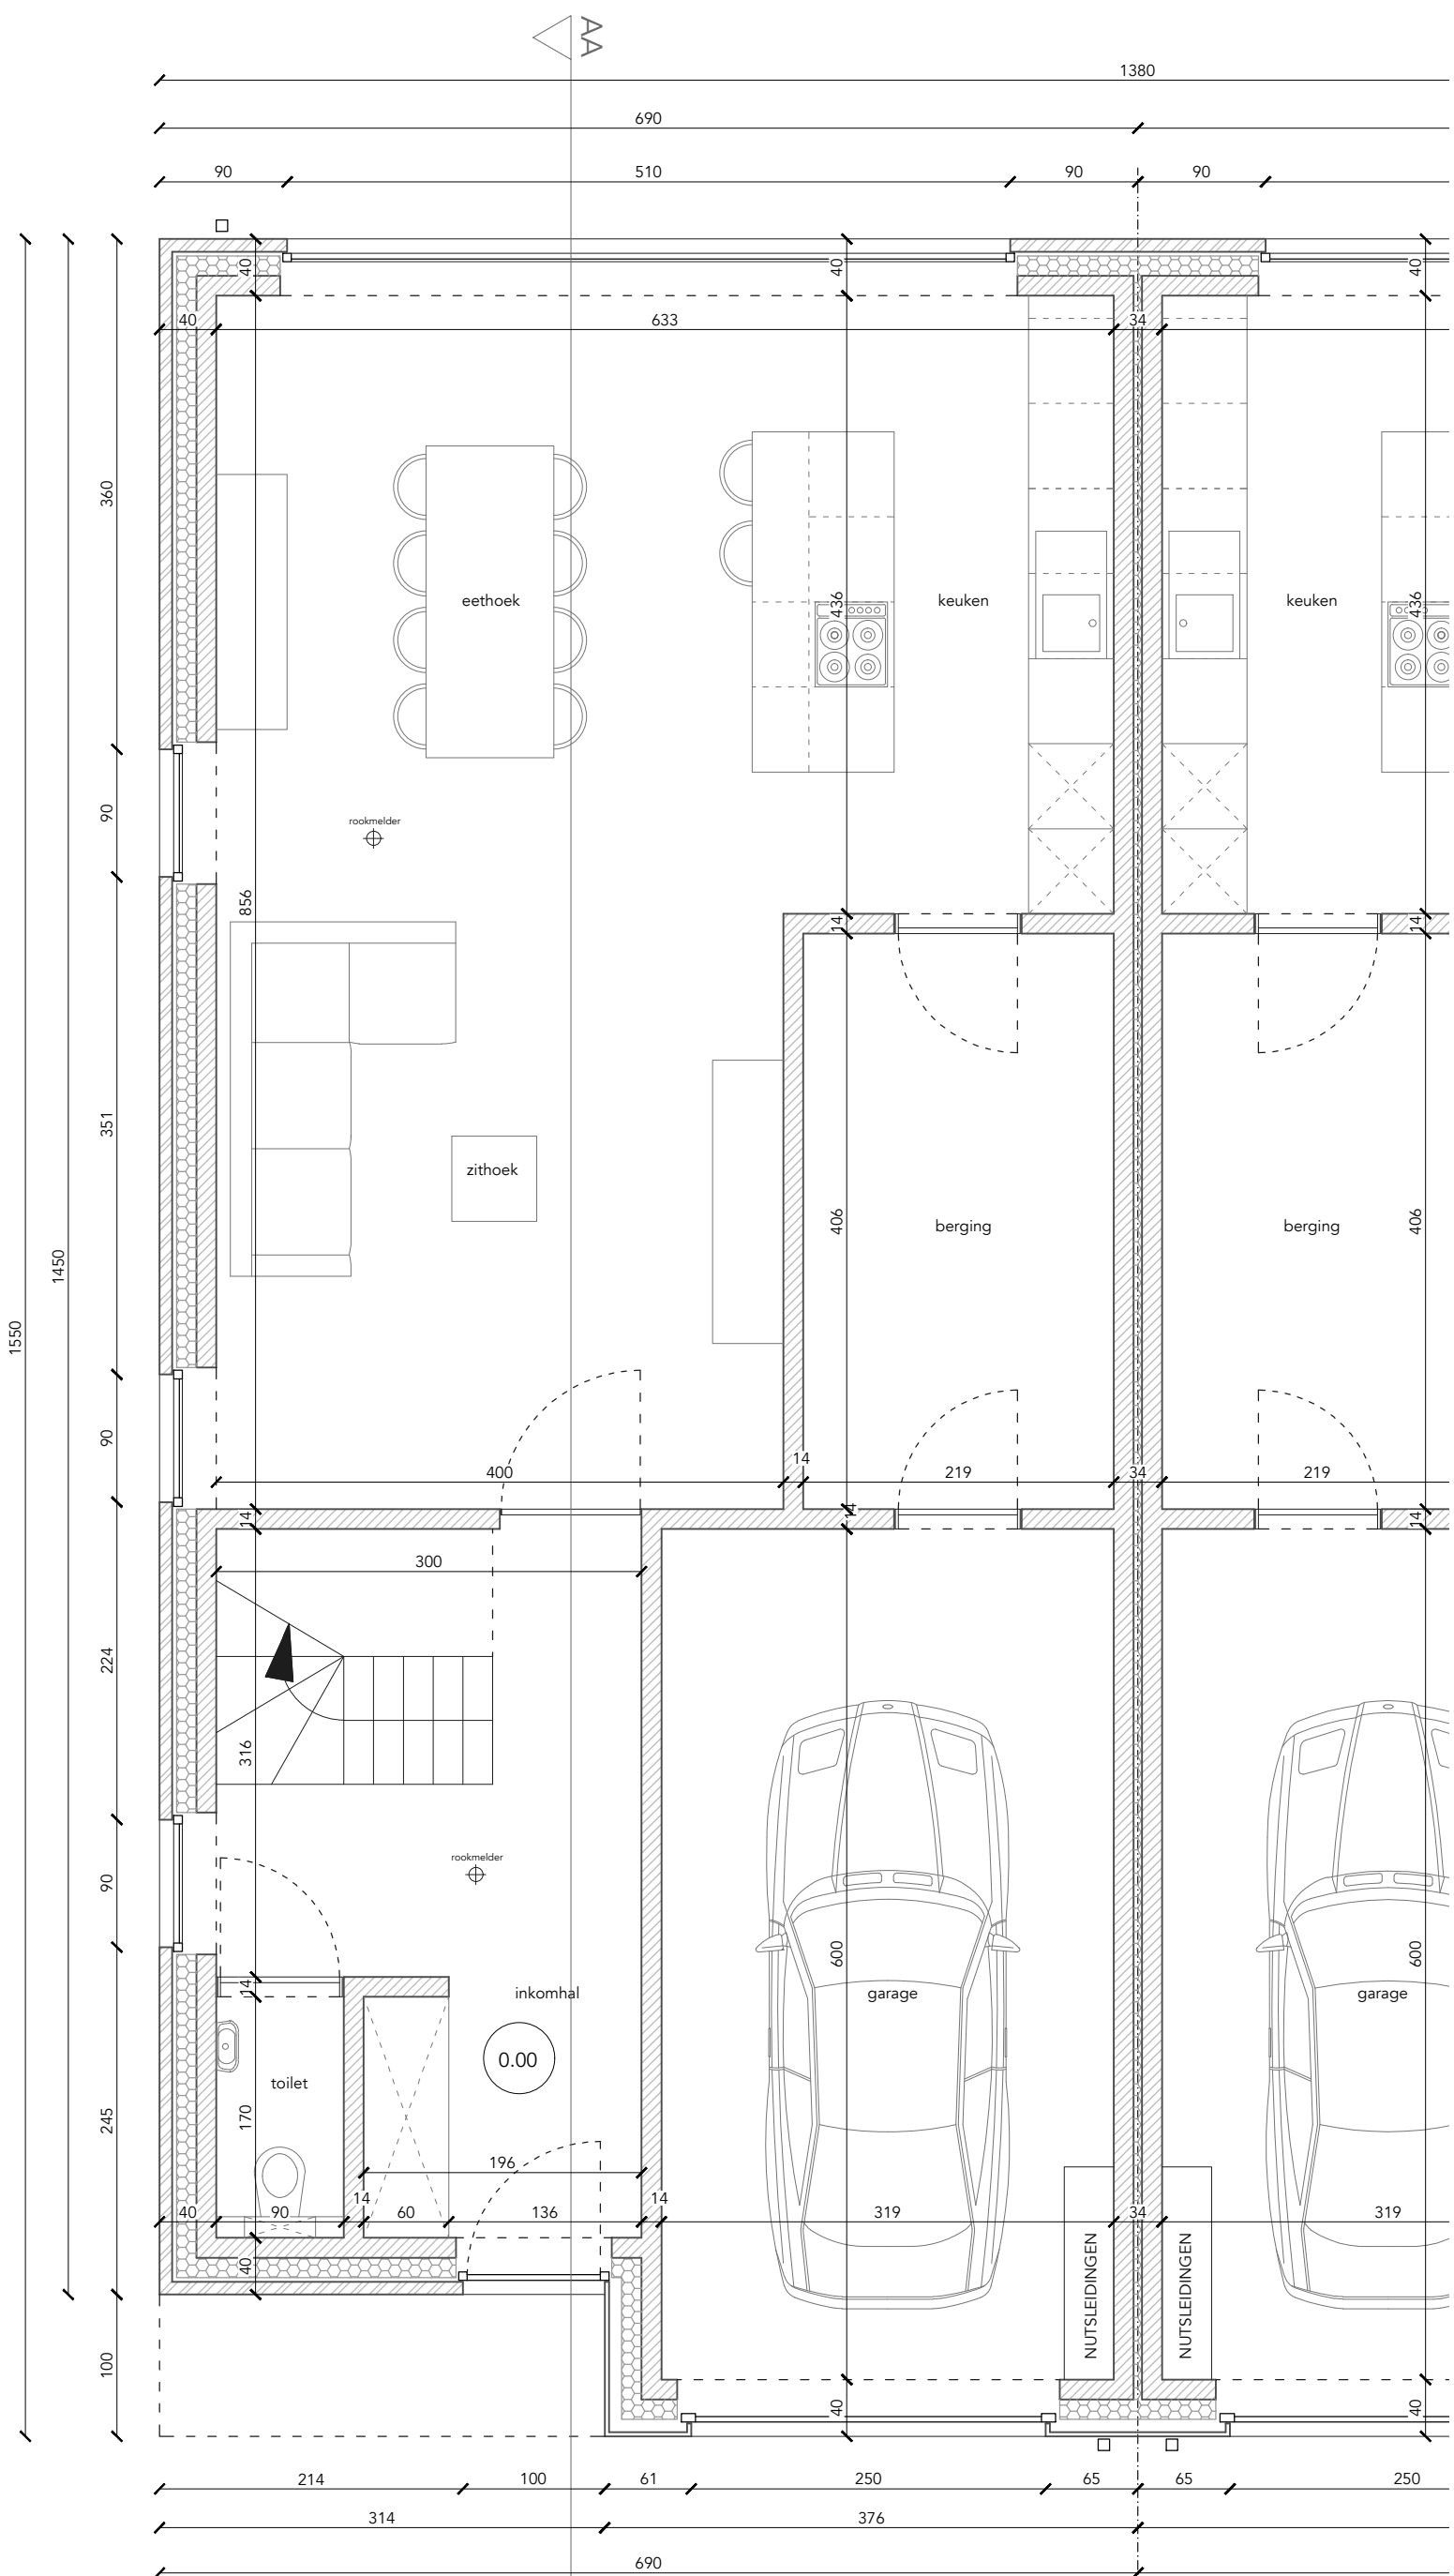 AA
1380
690
90 510 90 90
40 40 40
40 633 34
360
eethoek 436 keuken keuken 436
90
rookmelder
856
14 14
351
zithoek
406 berging berging 406
1450
1550
90
14
400 219 34 219
14 14 14
300
224
316
rookmelder
90
600 600
14
inkomhal garage garage
0.00
toilet
245 170
196
14 14
40 90 60 136 319 34 319
40
NUTSLEIDINGEN NUTSLEIDINGEN
100
40 40
214 100 61 250 65 65 250
314 376
690